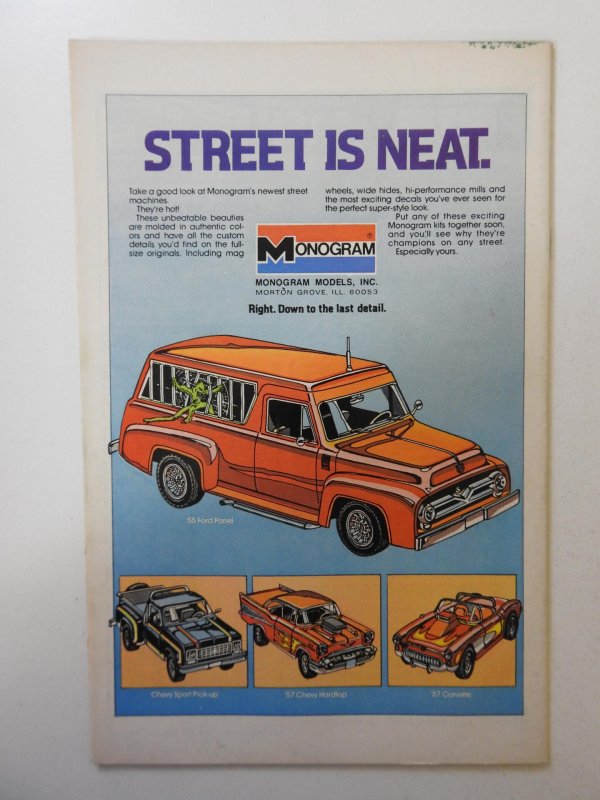 STREET IS NEAT.
Take a good look at Monogram's newest street
machines.
They're hot!
These unbeatable beauties
are molded in authentic col-
ors and have all the custom
details you'd find on the full-
size originals. Including mag
wheels, wide hides, hi-performance mills and
the most exciting decals you've ever seen for
the perfect super-style look.
Put any of these exciting
Monogram kits together soon,
and you'll see why they're
champions on any street.
Especially yours.
MONOGRAM
®
MONOGRAM MODELS, INC.
MORTON GROVE, ILL. 60053
Right. Down to the last detail.
'55 Ford Panel
Chevy Sport Pick-up
'57 Chevy Hardtop
'57 Corvette